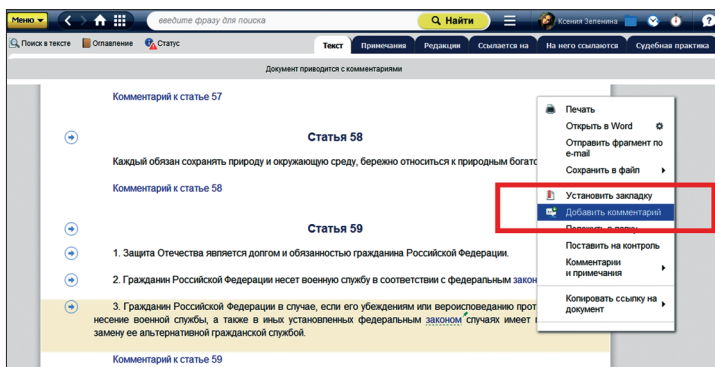 Меню
введите фразу для поиска
Найти
Ксения Зеленина
?
Поиск в тексте
Оглавление
Статус
Текст
Примечания
Редакции
Ссылается на
На него ссылаются
Судебная практика
Документ приводится с комментариями
Комментарий к статье 57
Статья 58
Каждый обязан сохранять природу и окружающую среду, бережно относиться к природным богатс
Комментарий к статье 58
Статья 59
1. Защита Отечества является долгом и обязанностью гражданина Российской Федерации.
2. Гражданин Российской Федерации несет военную службу в соответствии с федеральным закон
3. Гражданин Российской Федерации в случае, если его убеждениям или вероисповеданию прот
несение военной службы, а также в иных установленных федеральным законом случаях имеет
замену ее альтернативной гражданской службой.
Комментарий к статье 59
Печать
Открыть в Word
Отправить фрагмент по
e-mail
Сохранить в файл
Установить закладку
Добавить комментарий
Положить в папку
Поставить на контроль
Комментарии
и примечания
Копировать ссылку на
документ